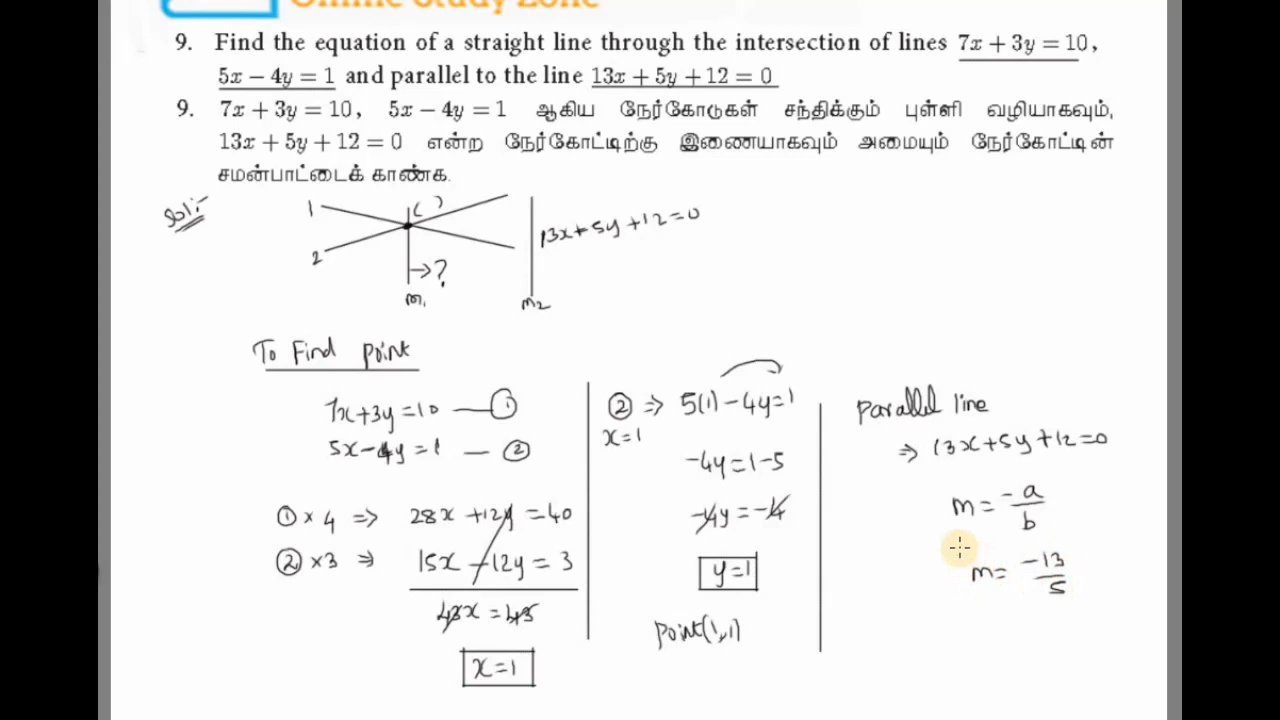 Online Study Zone
9. Find the equation of a straight line through the intersection of lines 7x + 3y = 10,
5x − 4y = 1 and parallel to the line 13x + 5y + 12 = 0
9. 7x + 3y = 10, 5x − 4y = 1 ஆகிய நேர்கோடுகள் சந்திக்கும் புள்ளி வழியாகவும்,
13x + 5y + 12 = 0 என்ற நேர்கோட்டிற்கு இணையாகவும் அமையும் நேர்கோட்டின்
சமன்பாட்டைக் காண்க.
Sol:-
1 ( )
2
→?
m₁
13x+5y+12=0
m₂
To Find point
7x+3y=10 — ①
5x−4y=1 — ②
①×4 ⇒ 28x+12y=40
②×3 ⇒ 15x−12y=3
43x=43
x=1
② ⇒ 5(1)−4y=1
x=1
−4y=1−5
−4y=−4
y=1
Point(1,1)
Parallel line
⇒ 13x+5y+12=0
m=−a/b
m=−13/5